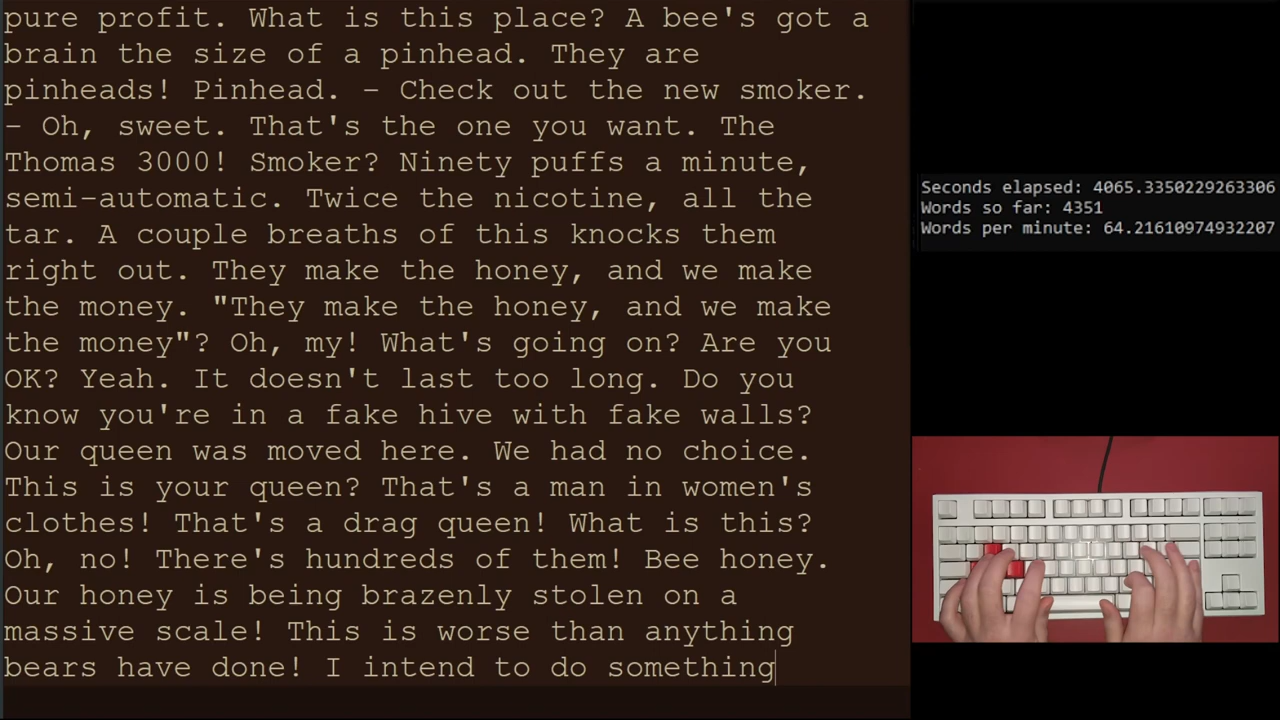 pure profit. What is this place? A bee's got a
brain the size of a pinhead. They are
pinheads! Pinhead. - Check out the new smoker.
- Oh, sweet. That's the one you want. The
Thomas 3000! Smoker? Ninety puffs a minute,
semi-automatic. Twice the nicotine, all the
tar. A couple breaths of this knocks them
right out. They make the honey, and we make
the money. "They make the honey, and we make
the money"? Oh, my! What's going on? Are you
OK? Yeah. It doesn't last too long. Do you
know you're in a fake hive with fake walls?
Our queen was moved here. We had no choice.
This is your queen? That's a man in women's
clothes! That's a drag queen! What is this?
Oh, no! There's hundreds of them! Bee honey.
Our honey is being brazenly stolen on a
massive scale! This is worse than anything
bears have done! I intend to do something
Seconds elapsed: 4065.3350229263306
Words so far: 4351
Words per minute: 64.21610974932207